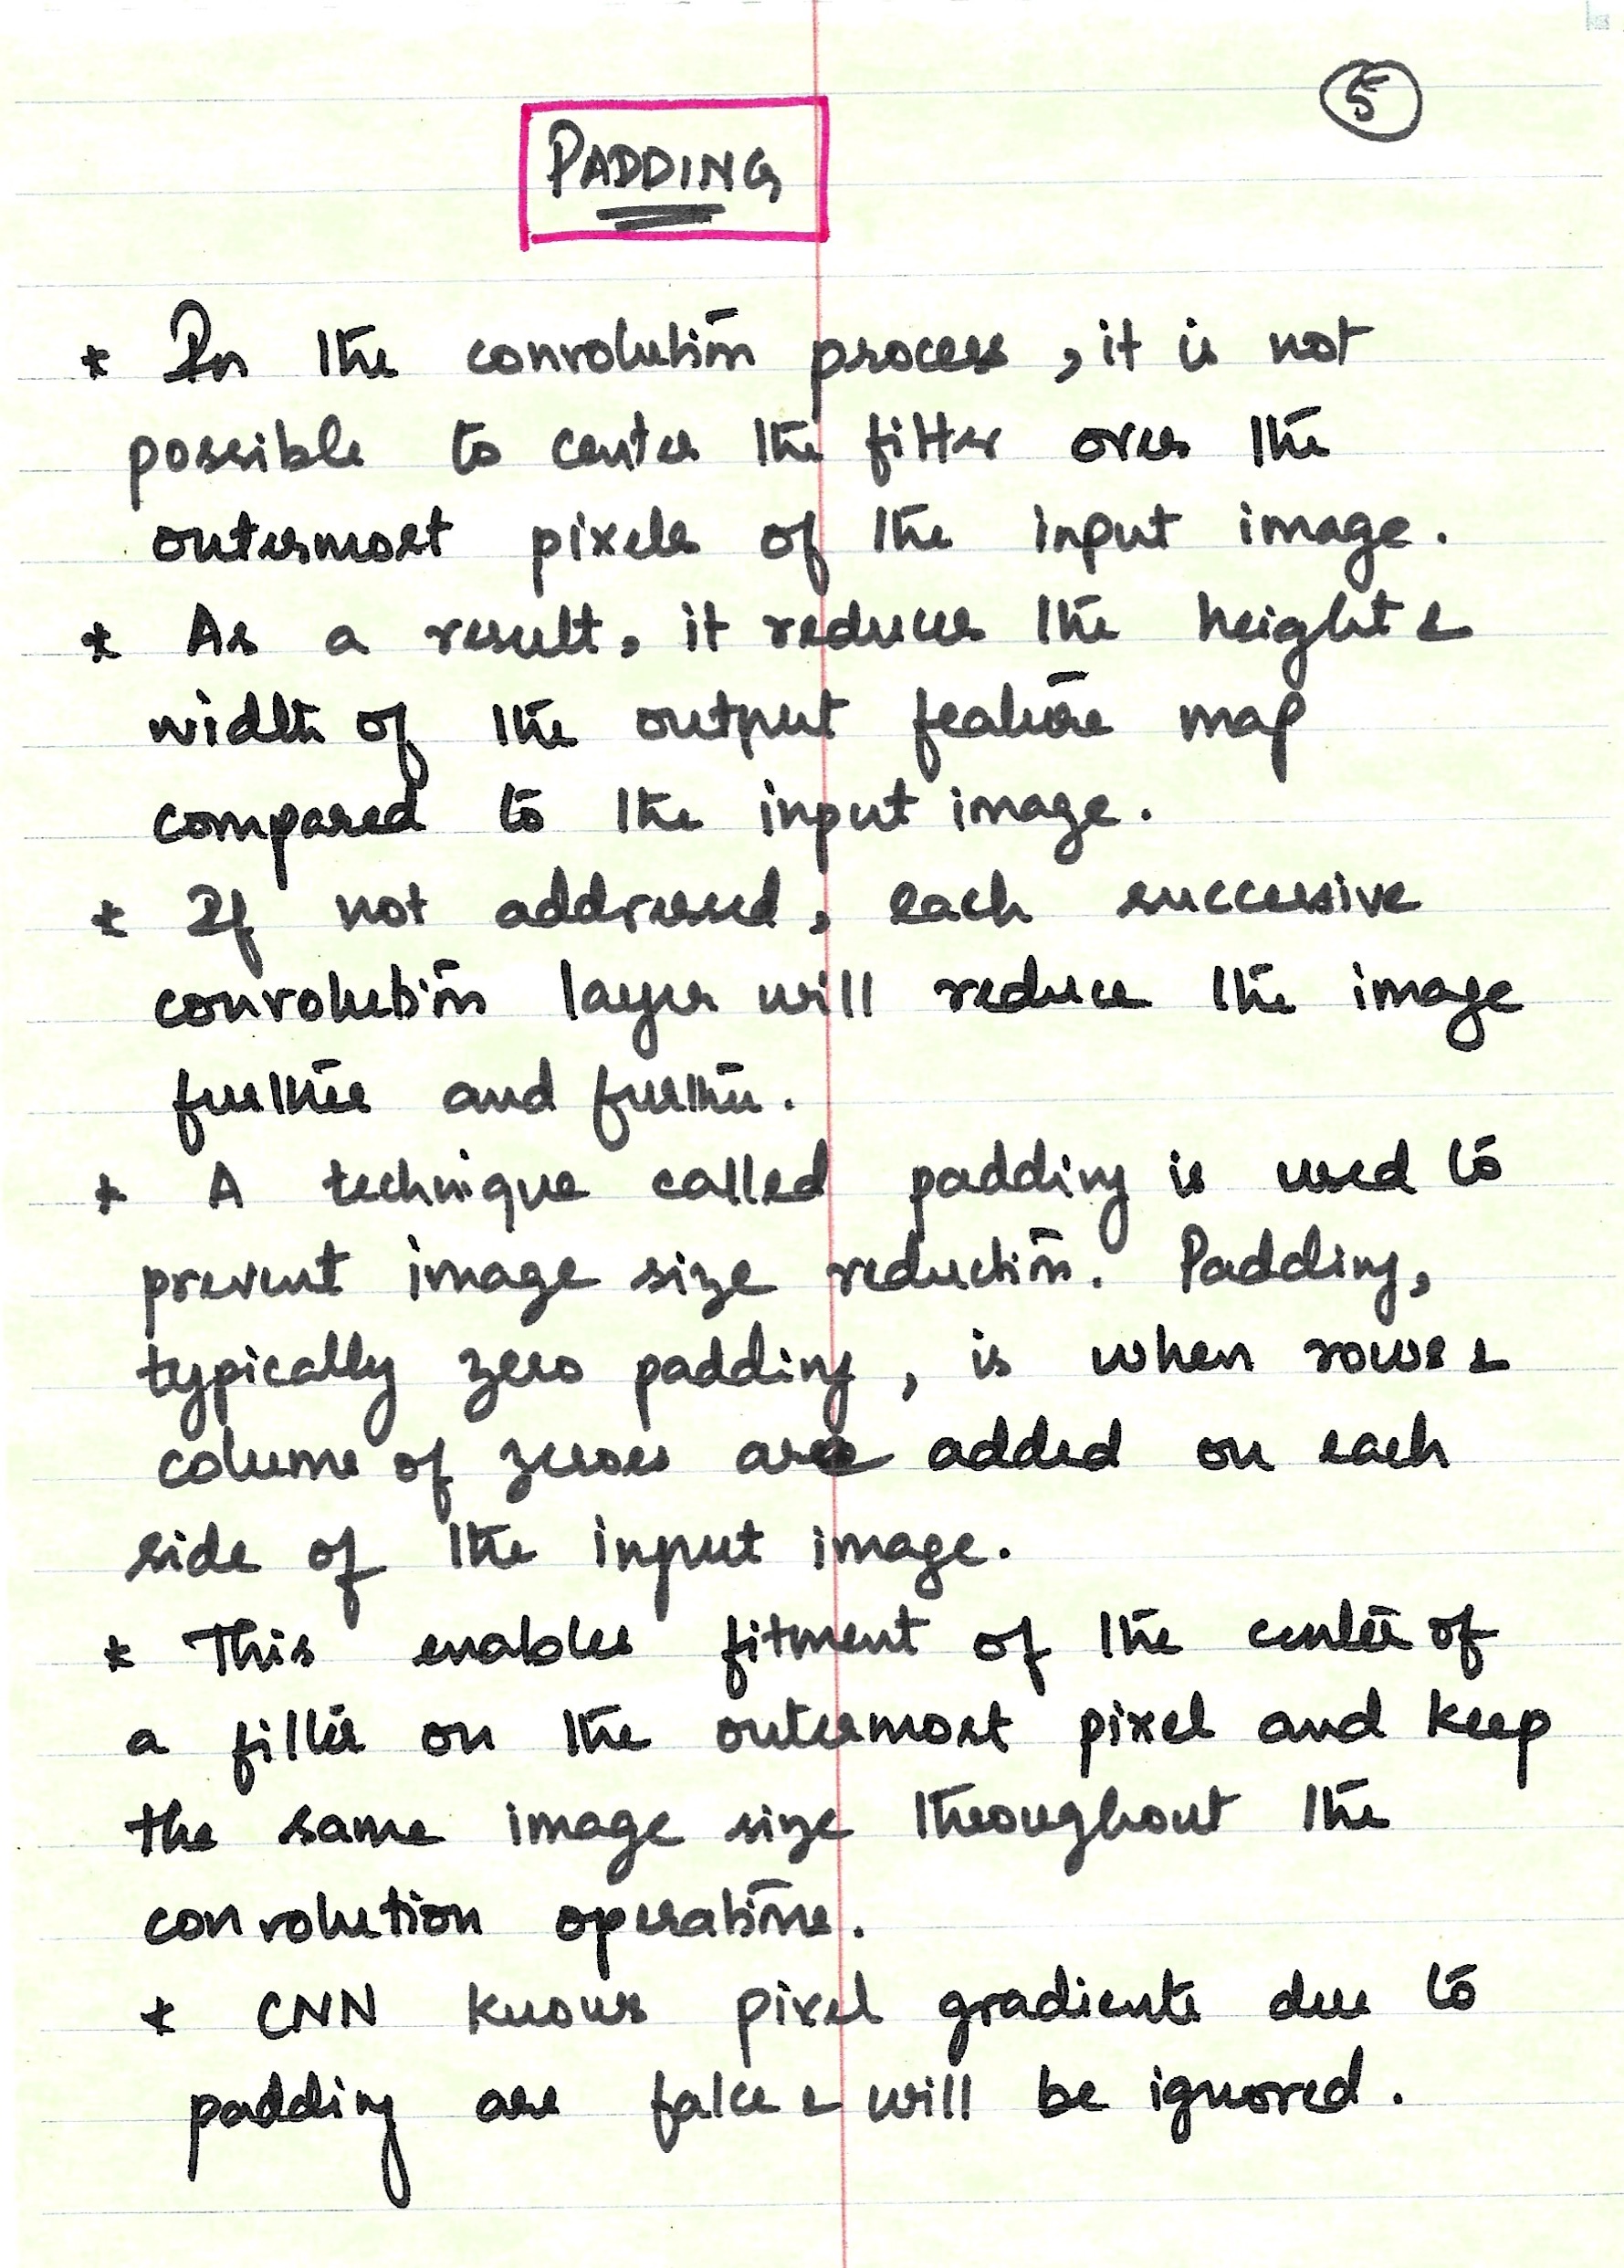 5
PADDING
* In the convolution process, it is not
possible to center the filter over the
outermost pixels of the input image.
* As a result, it reduces the height &
width of the output feature map
compared to the input image.
* If not addressed, each successive
convolution layer will reduce the image
further and further.
* A technique called padding is used to
prevent image size reduction. Padding,
typically zero padding, is when rows &
columns of zeroes are added on each
side of the input image.
* This enables fitment of the center of
a filter on the outermost pixel and keep
the same image size throughout the
convolution operations.
* CNN knows pixel gradients due to
padding are false & will be ignored.